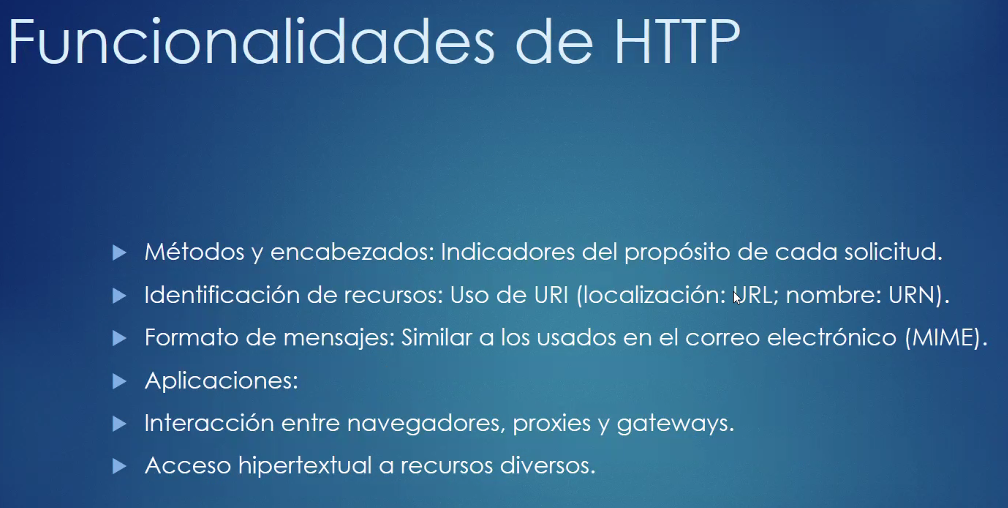 Funcionalidades de HTTP
Métodos y encabezados: Indicadores del propósito de cada solicitud.
Identificación de recursos: Uso de URI (localización: URL; nombre: URN).
Formato de mensajes: Similar a los usados en el correo electrónico (MIME).
Aplicaciones:
Interacción entre navegadores, proxies y gateways.
Acceso hipertextual a recursos diversos.